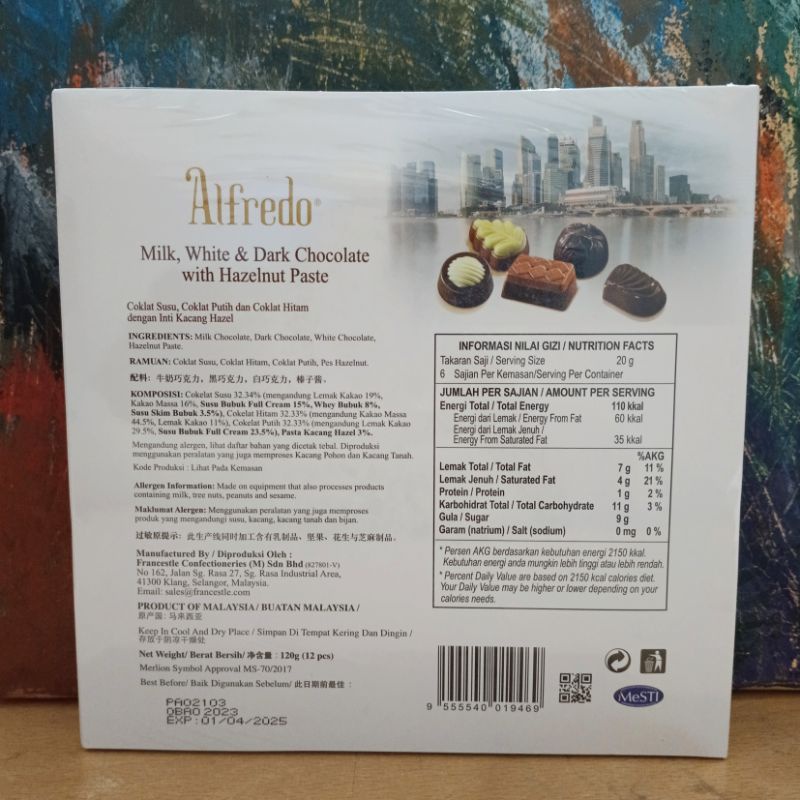 Alfredo®
Milk, White & Dark Chocolate
with Hazelnut Paste
Coklat Susu, Coklat Putih dan Coklat Hitam
dengan Inti Kacang Hazel
INGREDIENTS: Milk Chocolate, Dark Chocolate, White Chocolate,
Hazelnut Paste.
RAMUAN: Coklat Susu, Coklat Hitam, Coklat Putih, Pes Hazelnut.
配料: 牛奶巧克力, 黑巧克力, 白巧克力, 榛子酱。
KOMPOSISI: Cokelat Susu 32.34% (mengandung Lemak Kakao 19%,
Kakao Massa 16%, Susu Bubuk Full Cream 15%, Whey Bubuk 8%,
Susu Skim Bubuk 3.5%), Cokelat Hitam 32.33% (mengandung Kakao Massa
44.5%, Lemak Kakao 11%), Cokelat Putih 32.33% (mengandung Lemak Kakao
29.5%, Susu Bubuk Full Cream 23.5%), Pasta Kacang Hazel 3%.
Mengandung alergen, lihat daftar bahan yang dicetak tebal. Diproduksi
menggunakan peralatan yang juga memproses Kacang Pohon dan Kacang Tanah.
Kode Produksi : Lihat Pada Kemasan
Allergen Information: Made on equipment that also processes products
containing milk, tree nuts, peanuts and sesame.
Maklumat Alergen: Menggunakan peralatan yang juga memproses
produk yang mengandungi susu, kacang, kacang tanah dan bijan.
过敏原提示: 此生产线同时加工含有乳制品、坚果、花生与芝麻制品。
Manufactured By / Diproduksi Oleh :
Francestle Confectioneries (M) Sdn Bhd (827801-V)
No 162, Jalan Sg. Rasa 27, Sg. Rasa Industrial Area,
41300 Klang, Selangor, Malaysia.
Email: sales@francestle.com
PRODUCT OF MALAYSIA/ BUATAN MALAYSIA /
原产国: 马来西亚
Keep In Cool And Dry Place / Simpan Di Tempat Kering Dan Dingin /
存放于阴凉干燥处
Net Weight/ Berat Bersih/ 净含量 : 120g (12 pcs)
Merlion Symbol Approval MS-70/2017
Best Before/ Baik Digunakan Sebelum/ 此日期前最佳 :
PA02103
OBAO 2023
EXP:01/04/2025
INFORMASI NILAI GIZI / NUTRITION FACTS
Takaran Saji / Serving Size 20 g
6 Sajian Per Kemasan/Serving Per Container
JUMLAH PER SAJIAN / AMOUNT PER SERVING
Energi Total / Total Energy 110 kkal
Energi dari Lemak / Energy From Fat 60 kkal
Energi dari Lemak Jenuh /
Energy From Saturated Fat 35 kkal
%AKG
Lemak Total / Total Fat 7 g 11 %
Lemak Jenuh / Saturated Fat 4 g 21 %
Protein / Protein 1 g 2 %
Karbohidrat Total / Total Carbohydrate 11 g 3 %
Gula / Sugar 9 g
Garam (natrium) / Salt (sodium) 0 mg 0 %
* Persen AKG berdasarkan kebutuhan energi 2150 kkal.
Kebutuhan energi anda mungkin lebih tinggi atau lebih rendah.
* Percent Daily Value are based on 2150 kcal calories diet.
Your Daily Value may be higher or lower depending on your
calories needs.
9 555540 019469
MeSTI